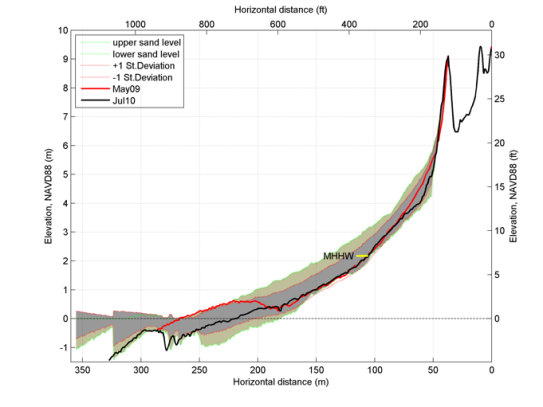 Horizontal distance (ft)
1000 800 600 400 200 0
upper sand level
lower sand level
+1 St.Deviation
-1 St.Deviation
May09
Jul10
10
9
8
7
6
5
4
3
2
1
0
-1
Elevation, NAVD88 (m)
MHHW
30
25
20
15
10
5
0
Elevation, NAVD88 (ft)
350 300 250 200 150 100 50 0
Horizontal distance (m)